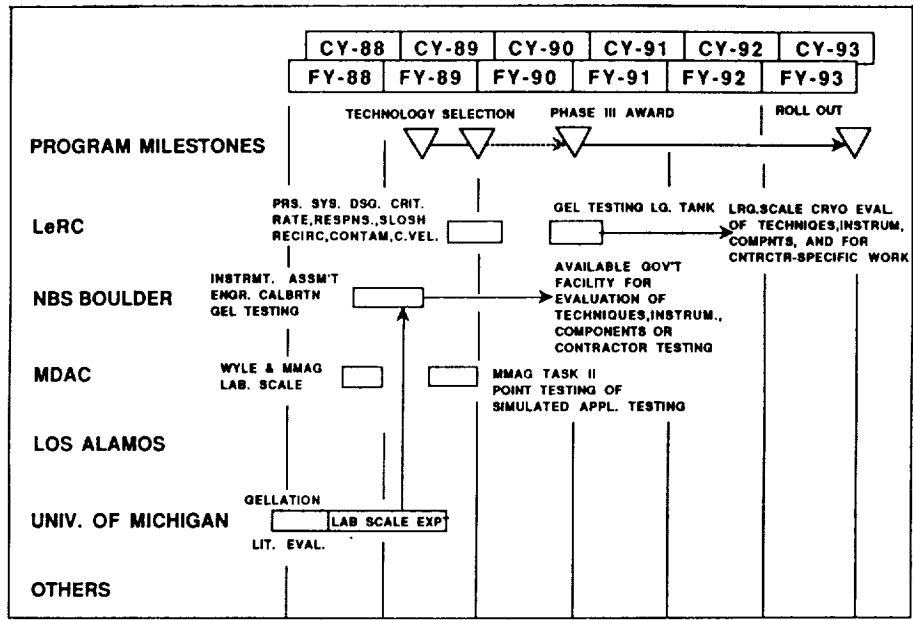 CY-88 CY-89 CY-90 CY-91 CY-92 CY-93
FY-88 FY-89 FY-90 FY-91 FY-92 FY-93
TECHNOLOGY SELECTION PHASE III AWARD ROLL OUT
PROGRAM MILESTONES
LeRC
PRS. SYS. DSG. CRIT.
RATE,RESPNS.,SLOSH
RECIRC,CONTAM,C.VEL.
GEL TESTING LG. TANK
LRG.SCALE CRYO EVAL.
OF TECHNIQES,INSTRUM,
COMPNTS, AND FOR
CNTRCTR-SPECIFIC WORK
NBS BOULDER
INSTRMT. ASSM'T
ENGR. CALBRTN
GEL TESTING
AVAILABLE GOV'T
FACILITY FOR
EVALUATION OF
TECHNIQUES,INSTRUM.,
COMPONENTS OR
CONTRACTOR TESTING
MDAC
WYLE & MMAG
LAB. SCALE
MMAG TASK II
POINT TESTING OF
SIMULATED APPL. TESTING
LOS ALAMOS
UNIV. OF MICHIGAN
GELLATION
LAB SCALE EXP'T
LIT. EVAL.
OTHERS